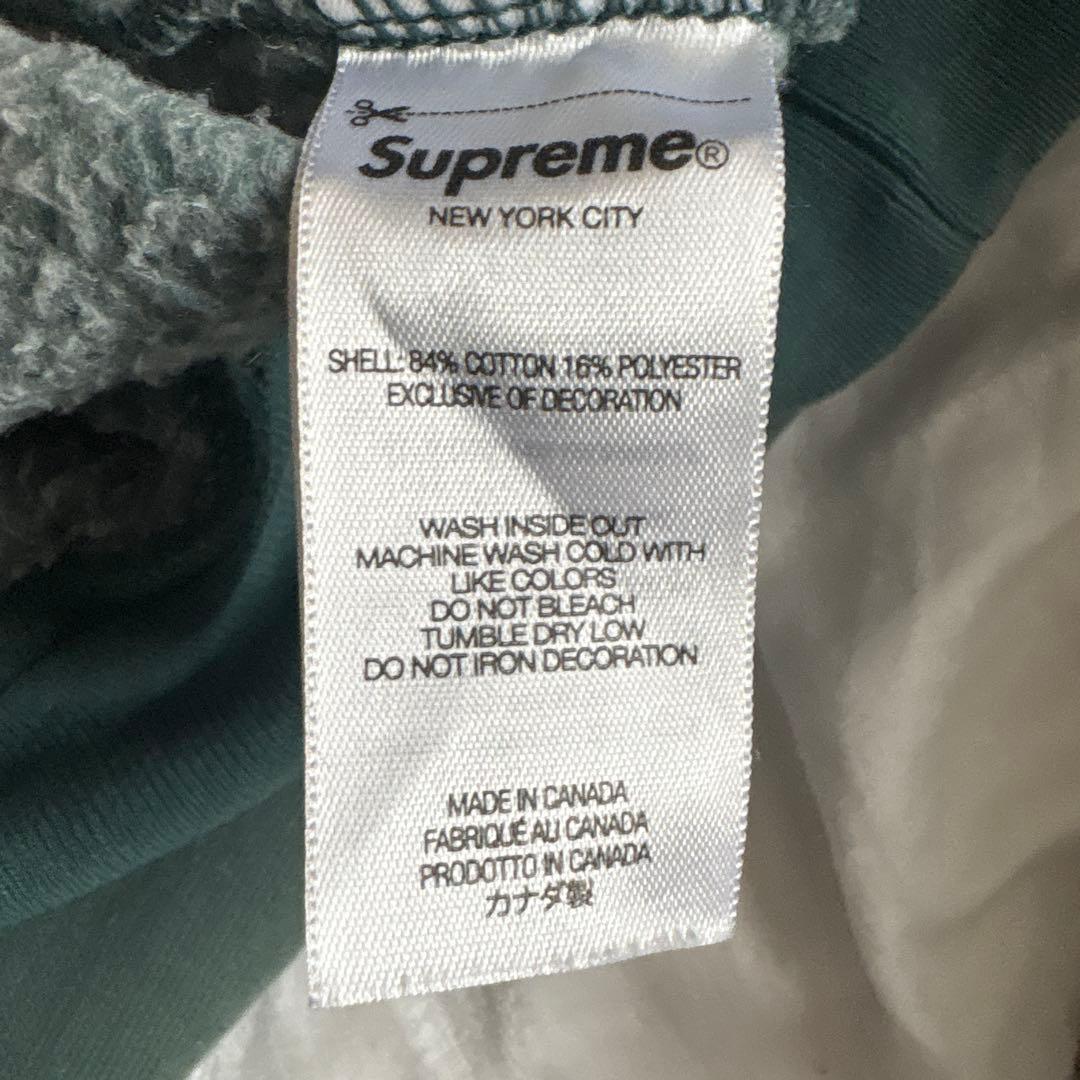 Supreme®
NEW YORK CITY
SHELL: 84% COTTON 16% POLYESTER
EXCLUSIVE OF DECORATION
WASH INSIDE OUT
MACHINE WASH COLD WITH
LIKE COLORS
DO NOT BLEACH
TUMBLE DRY LOW
DO NOT IRON DECORATION
MADE IN CANADA
FABRIQUÉ AU CANADA
PRODOTTO IN CANADA
カナダ製